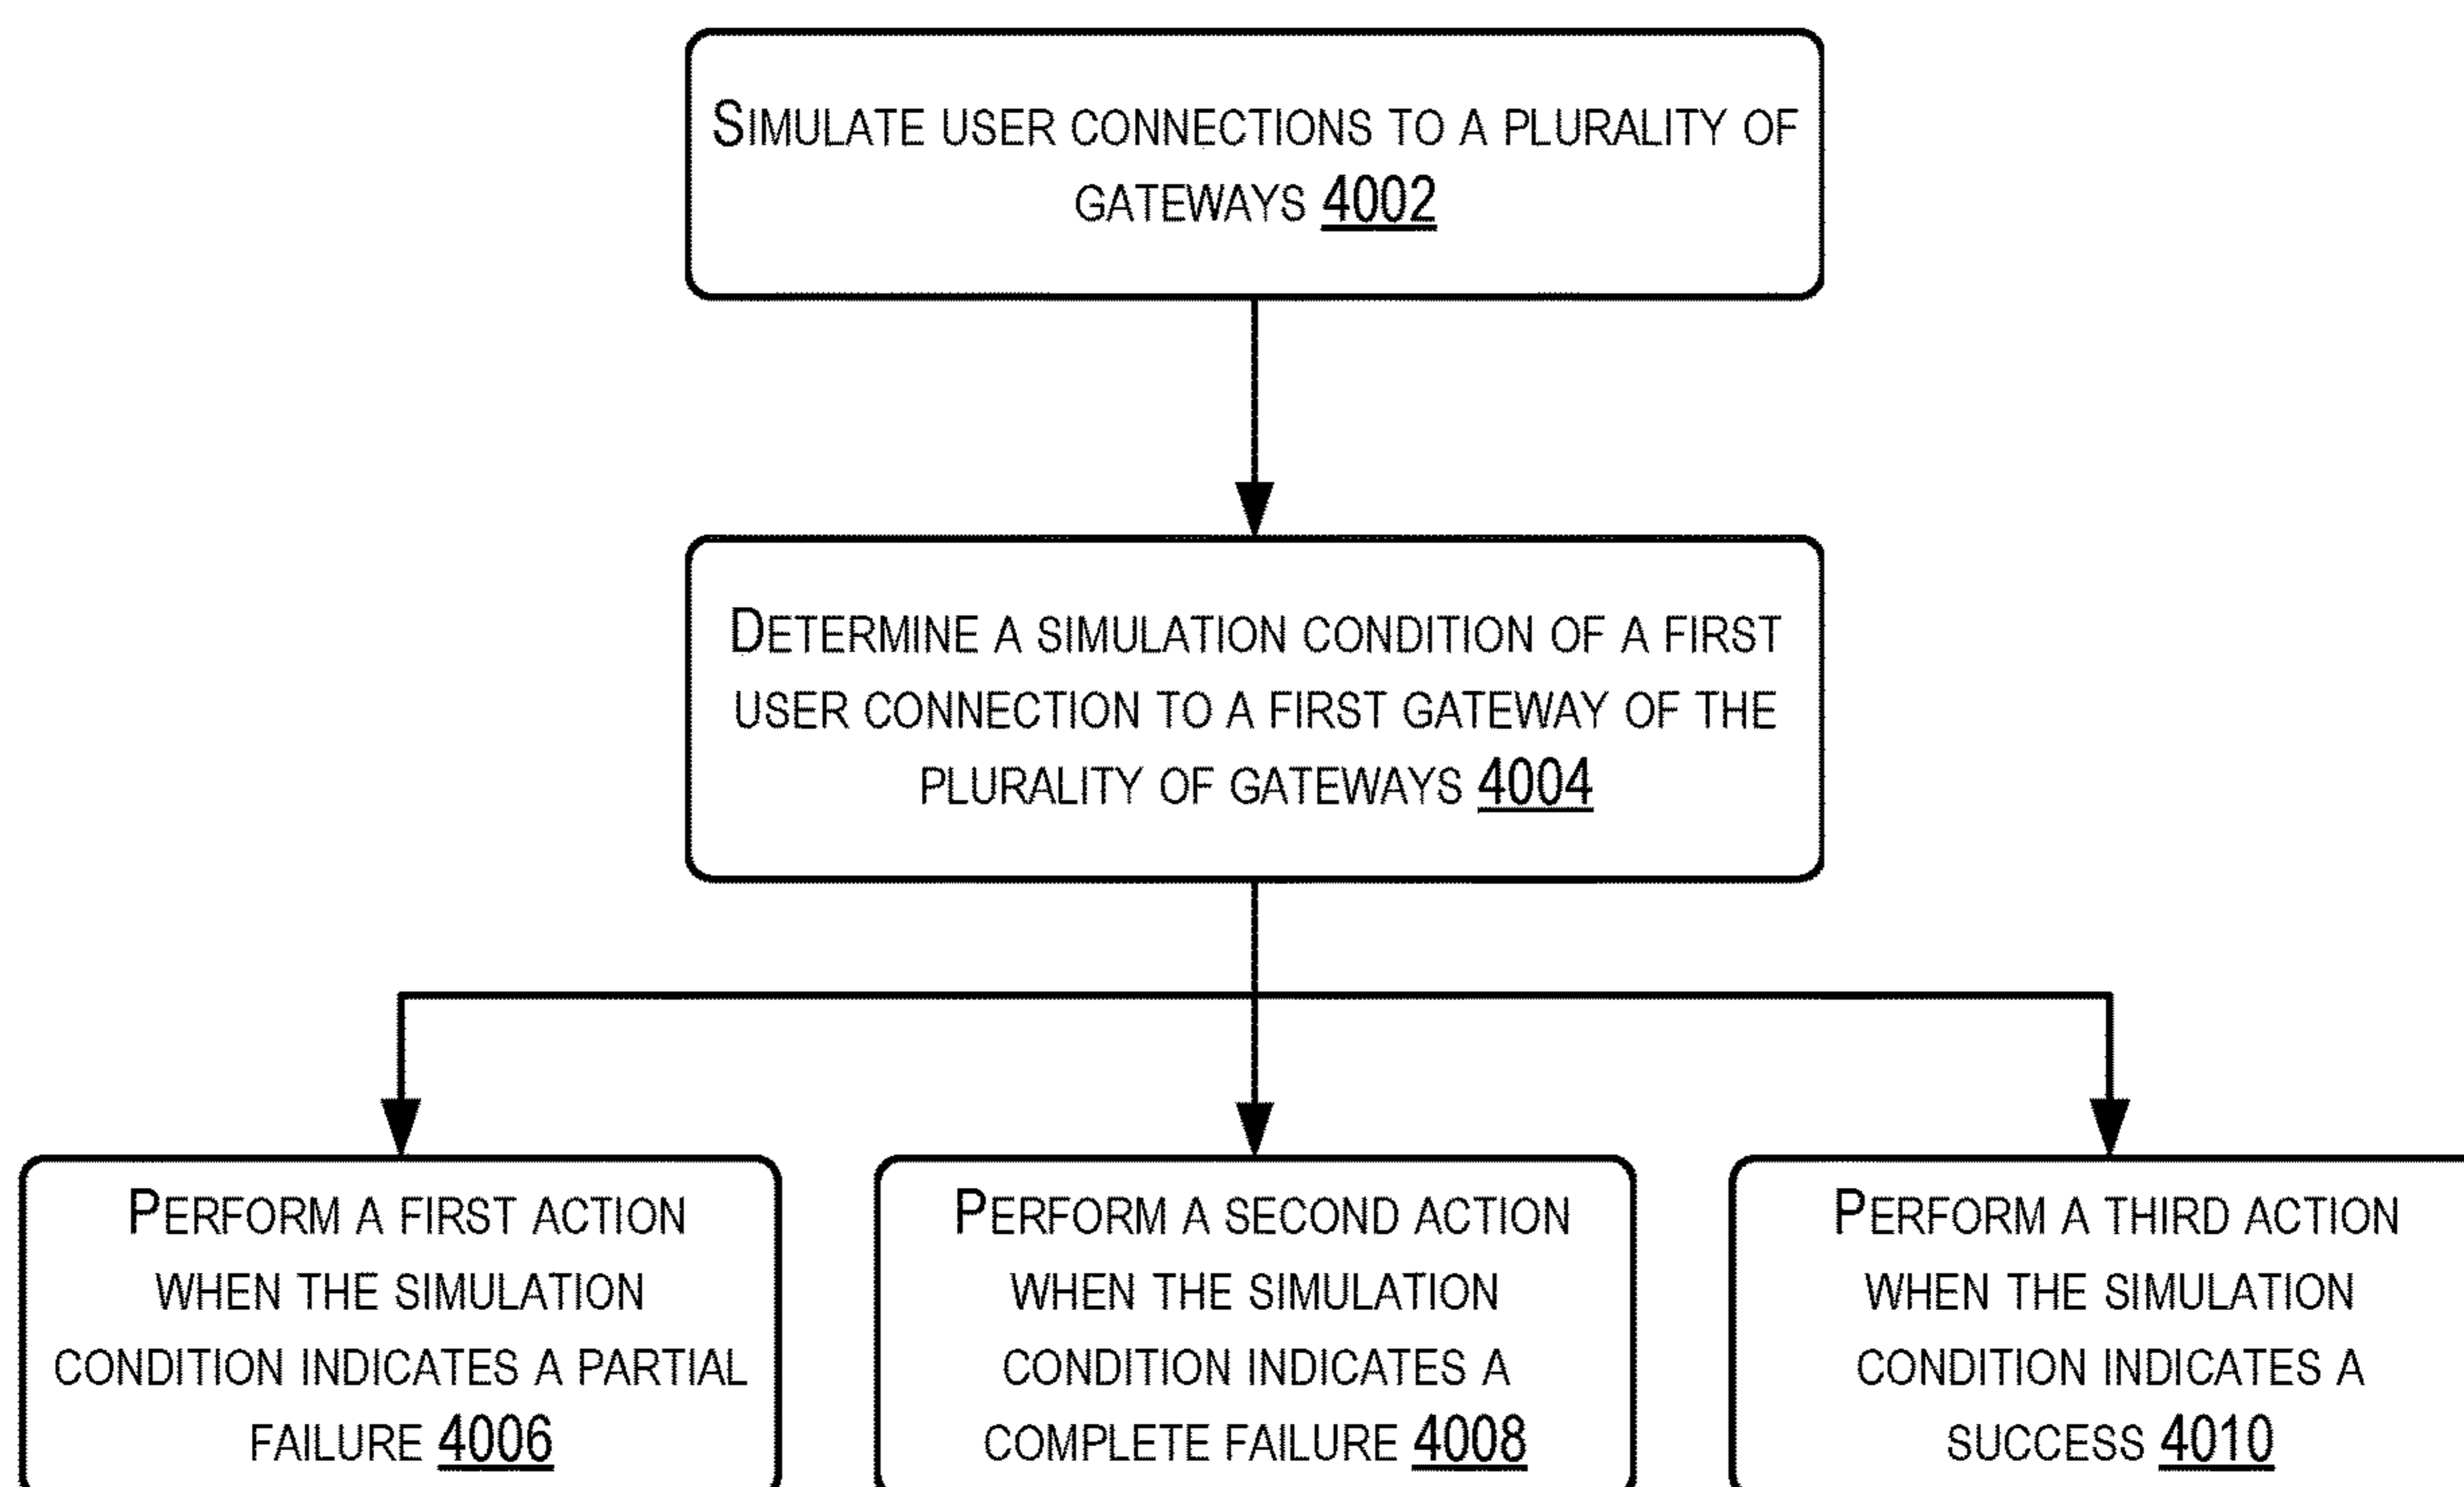 SIMULATE USER CONNECTIONS TO A PLURALITY OF
GATEWAYS 4002
DETERMINE A SIMULATION CONDITION OF A FIRST
USER CONNECTION TO A FIRST GATEWAY OF THE
PLURALITY OF GATEWAYS 4004
PERFORM A FIRST ACTION
WHEN THE SIMULATION
CONDITION INDICATES A PARTIAL
FAILURE 4006
PERFORM A SECOND ACTION
WHEN THE SIMULATION
CONDITION INDICATES A
COMPLETE FAILURE 4008
PERFORM A THIRD ACTION
WHEN THE SIMULATION
CONDITION INDICATES A
SUCCESS 4010